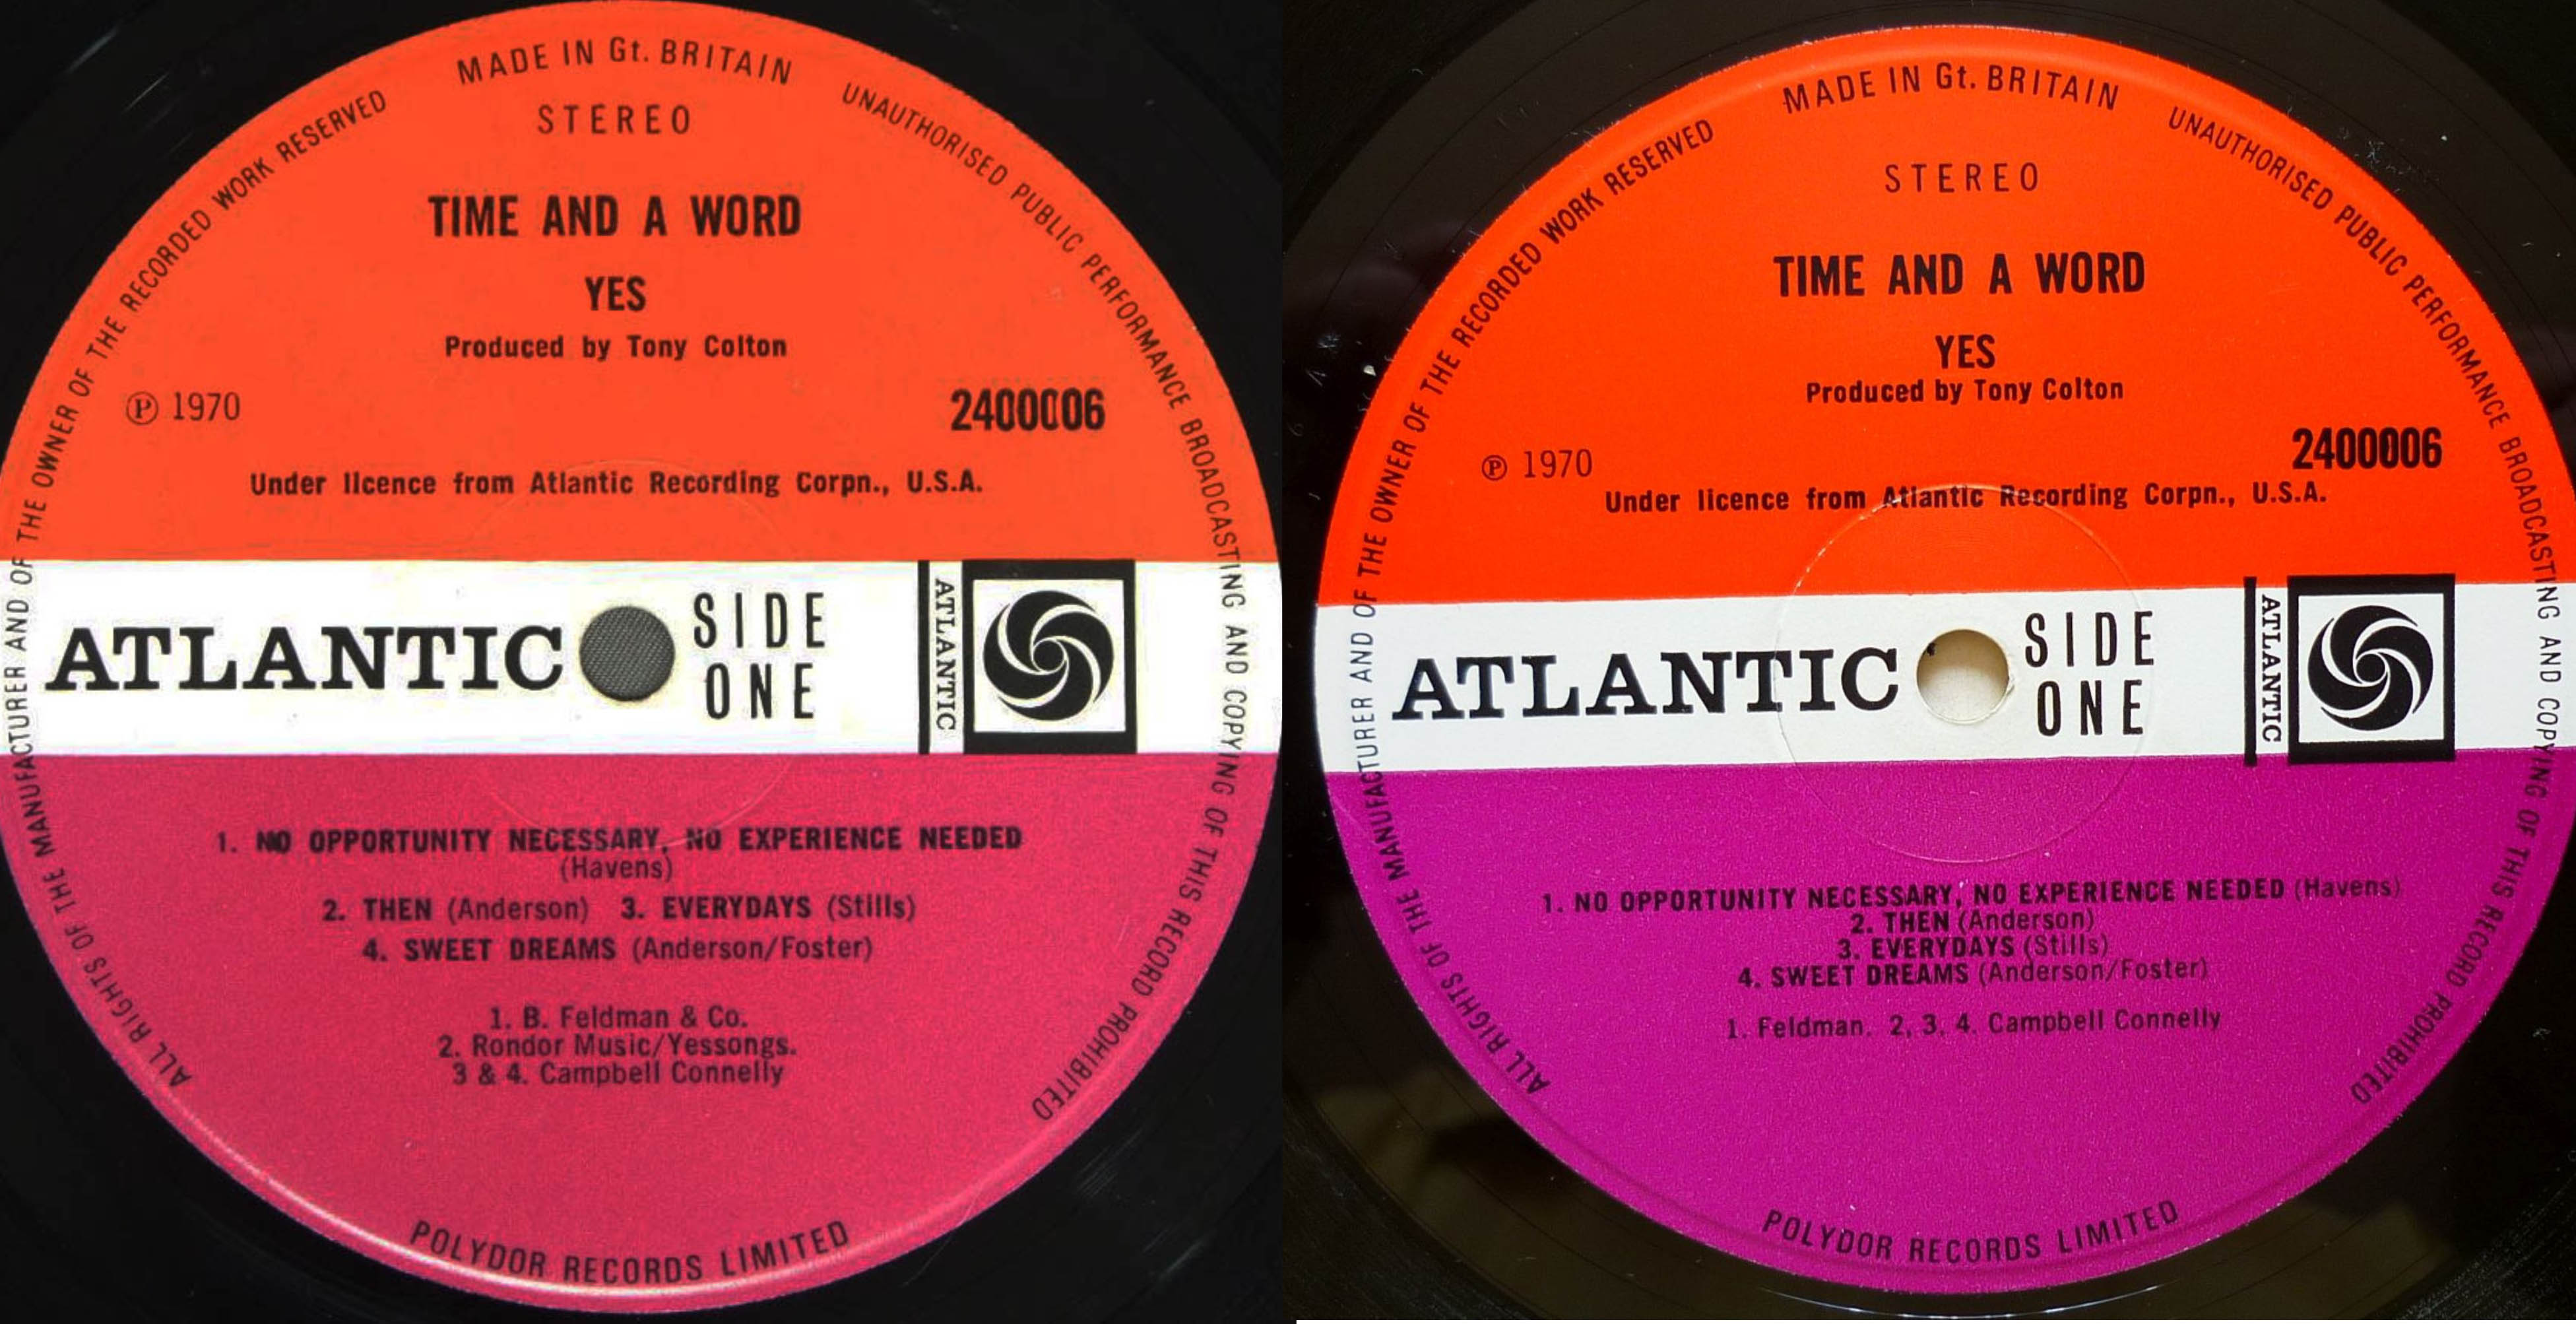 MADE IN Gt. BRITAIN
ALL RIGHTS OF THE MANUFACTURER AND OF THE OWNER OF THE RECORDED WORK RESERVED
UNAUTHORISED PUBLIC PERFORMANCE BROADCASTING AND COPYING OF THIS RECORD PROHIBITED
STEREO
TIME AND A WORD
YES
Produced by Tony Colton
℗ 1970
2400006
Under licence from Atlantic Recording Corpn., U.S.A.
ATLANTIC
SIDE
ONE
ATLANTIC
1. NO OPPORTUNITY NECESSARY, NO EXPERIENCE NEEDED
(Havens)
2. THEN (Anderson) 3. EVERYDAYS (Stills)
4. SWEET DREAMS (Anderson/Foster)
1. B. Feldman & Co.
2. Rondor Music/Yessongs.
3 & 4. Campbell Connelly
POLYDOR RECORDS LIMITED
MADE IN Gt. BRITAIN
ALL RIGHTS OF THE MANUFACTURER AND OF THE OWNER OF THE RECORDED WORK RESERVED
UNAUTHORISED PUBLIC PERFORMANCE BROADCASTING AND COPYING OF THIS RECORD PROHIBITED
STEREO
TIME AND A WORD
YES
Produced by Tony Colton
℗ 1970
2400006
Under licence from Atlantic Recording Corpn., U.S.A.
ATLANTIC
SIDE
ONE
ATLANTIC
1. NO OPPORTUNITY NECESSARY, NO EXPERIENCE NEEDED (Havens)
2. THEN (Anderson)
3. EVERYDAYS (Stills)
4. SWEET DREAMS (Anderson/Foster)
1. Feldman. 2, 3, 4. Campbell Connelly
POLYDOR RECORDS LIMITED